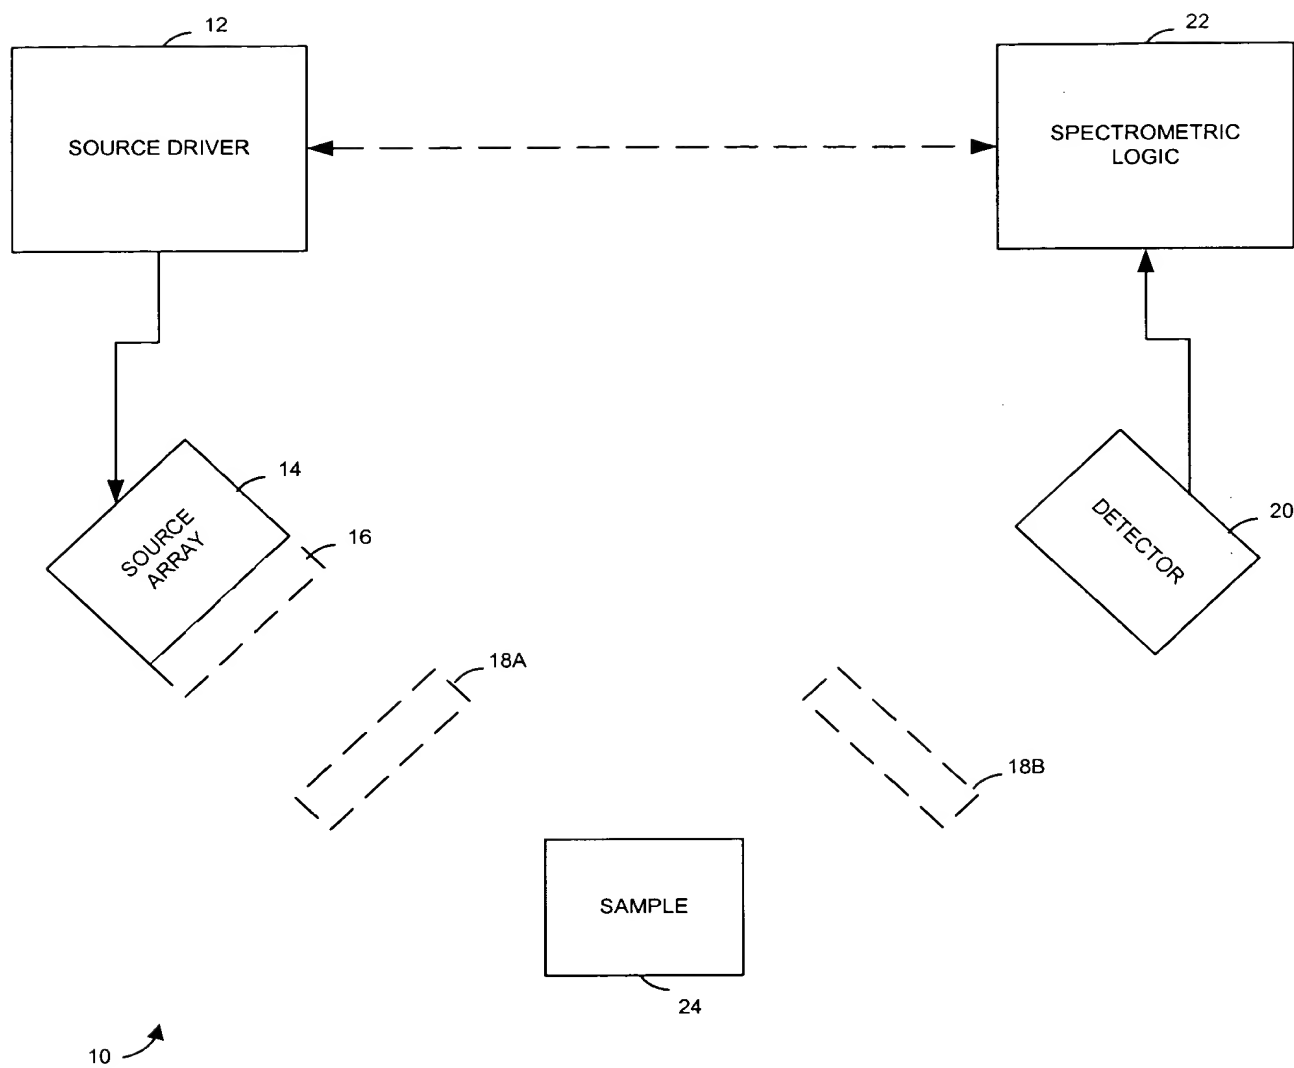 12
22
SOURCE DRIVER
SPECTROMETRIC
LOGIC
14
SOURCE
ARRAY
16
DETECTOR
20
18A
18B
SAMPLE
24
10